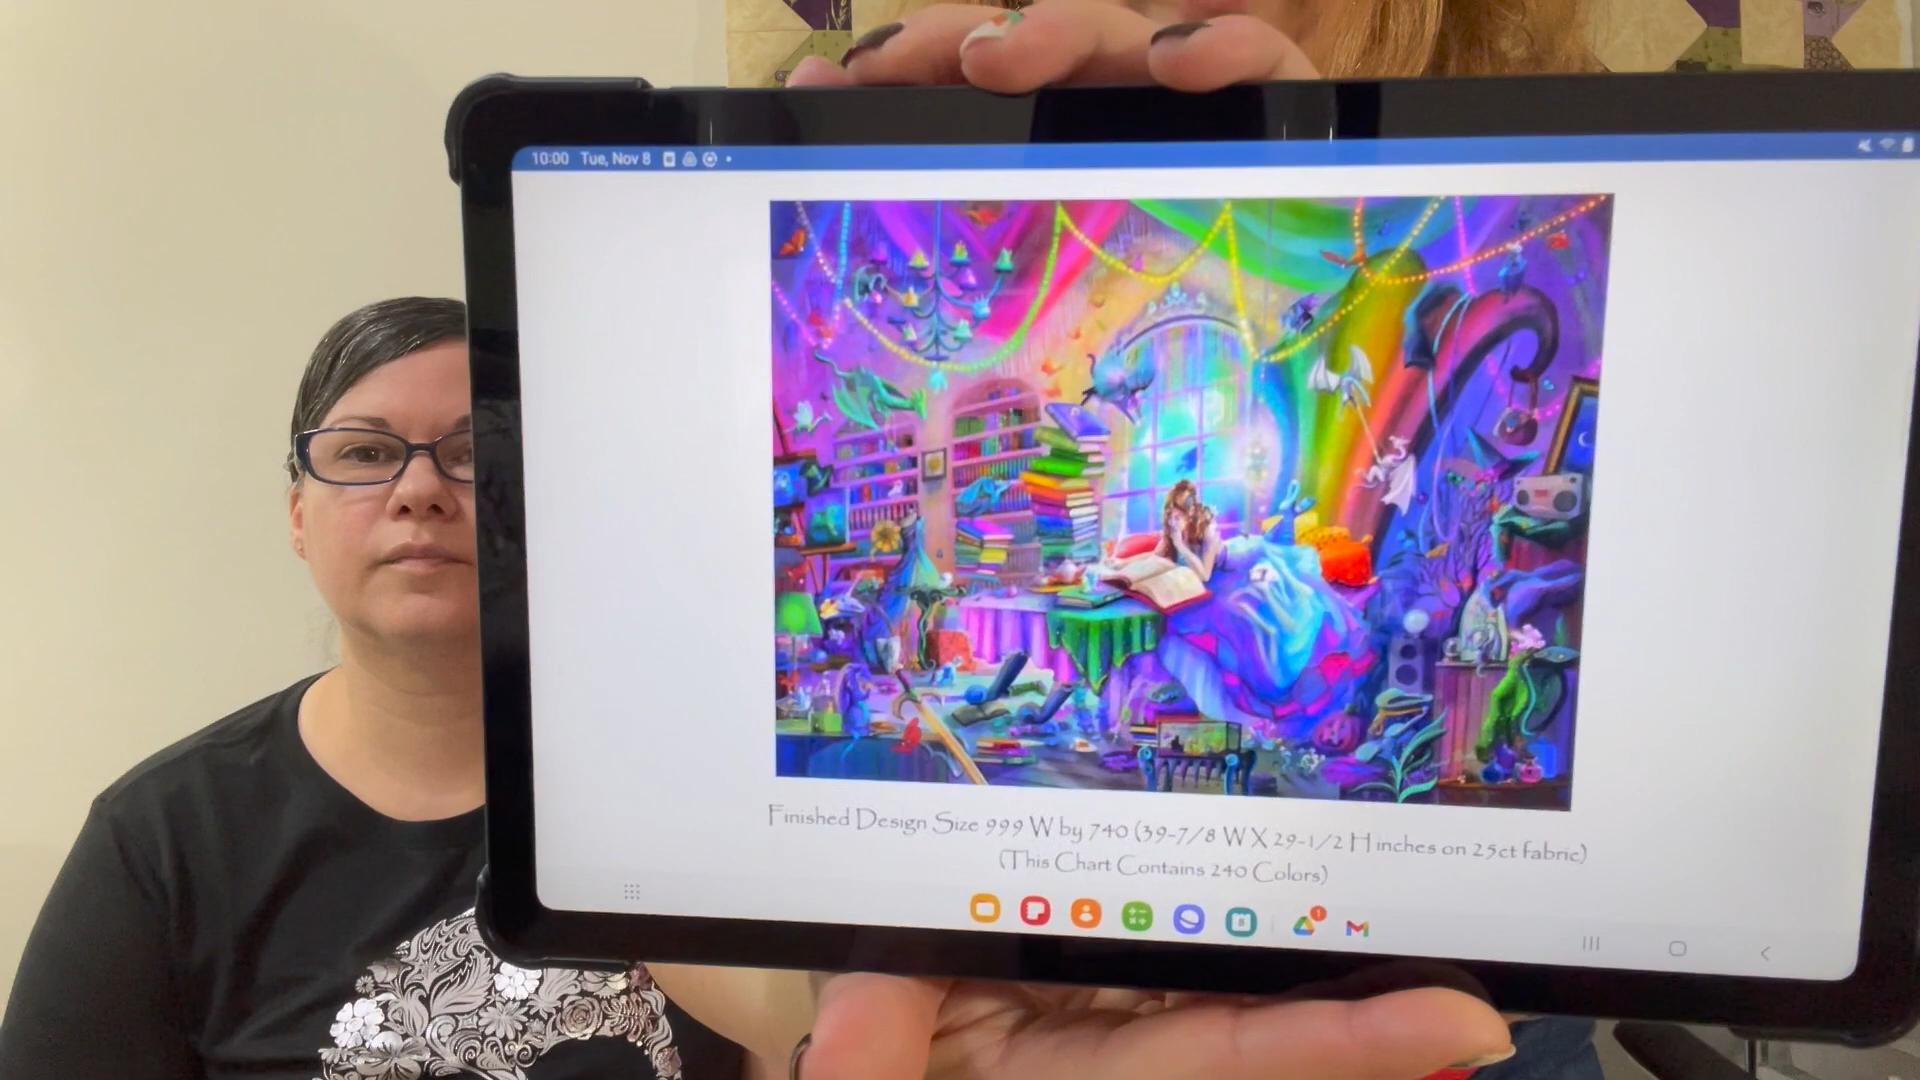 10:00 Tue, Nov 8
Finished Design Size 999 W by 740 (39-7/8 W X 29-1/2 H inches on 25ct fabric)
(This Chart Contains 240 Colors)